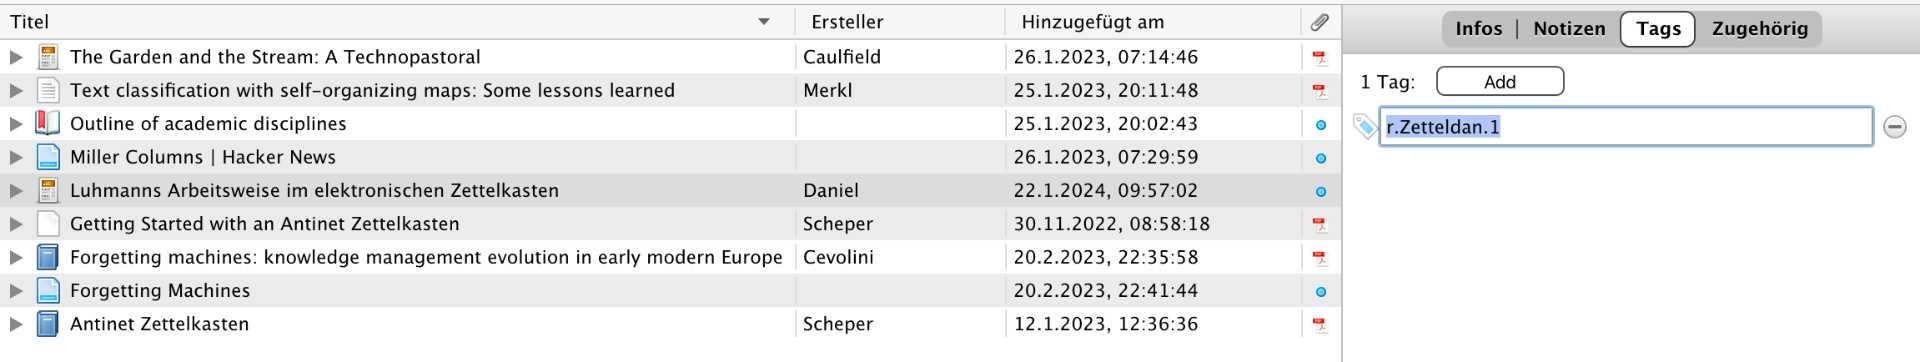 Titel Ersteller Hinzugefügt am
The Garden and the Stream: A Technopastoral Caulfield 26.1.2023, 07:14:46
Text classification with self-organizing maps: Some lessons learned Merkl 25.1.2023, 20:11:48
Outline of academic disciplines 25.1.2023, 20:02:43
Miller Columns | Hacker News 26.1.2023, 07:29:59
Luhmanns Arbeitsweise im elektronischen Zettelkasten Daniel 22.1.2024, 09:57:02
Getting Started with an Antinet Zettelkasten Scheper 30.11.2022, 08:58:18
Forgetting machines: knowledge management evolution in early modern Europe Cevolini 20.2.2023, 22:35:58
Forgetting Machines 20.2.2023, 22:41:44
Antinet Zettelkasten Scheper 12.1.2023, 12:36:36
Infos | Notizen Tags Zugehörig
1 Tag: Add
r.Zetteldan.1